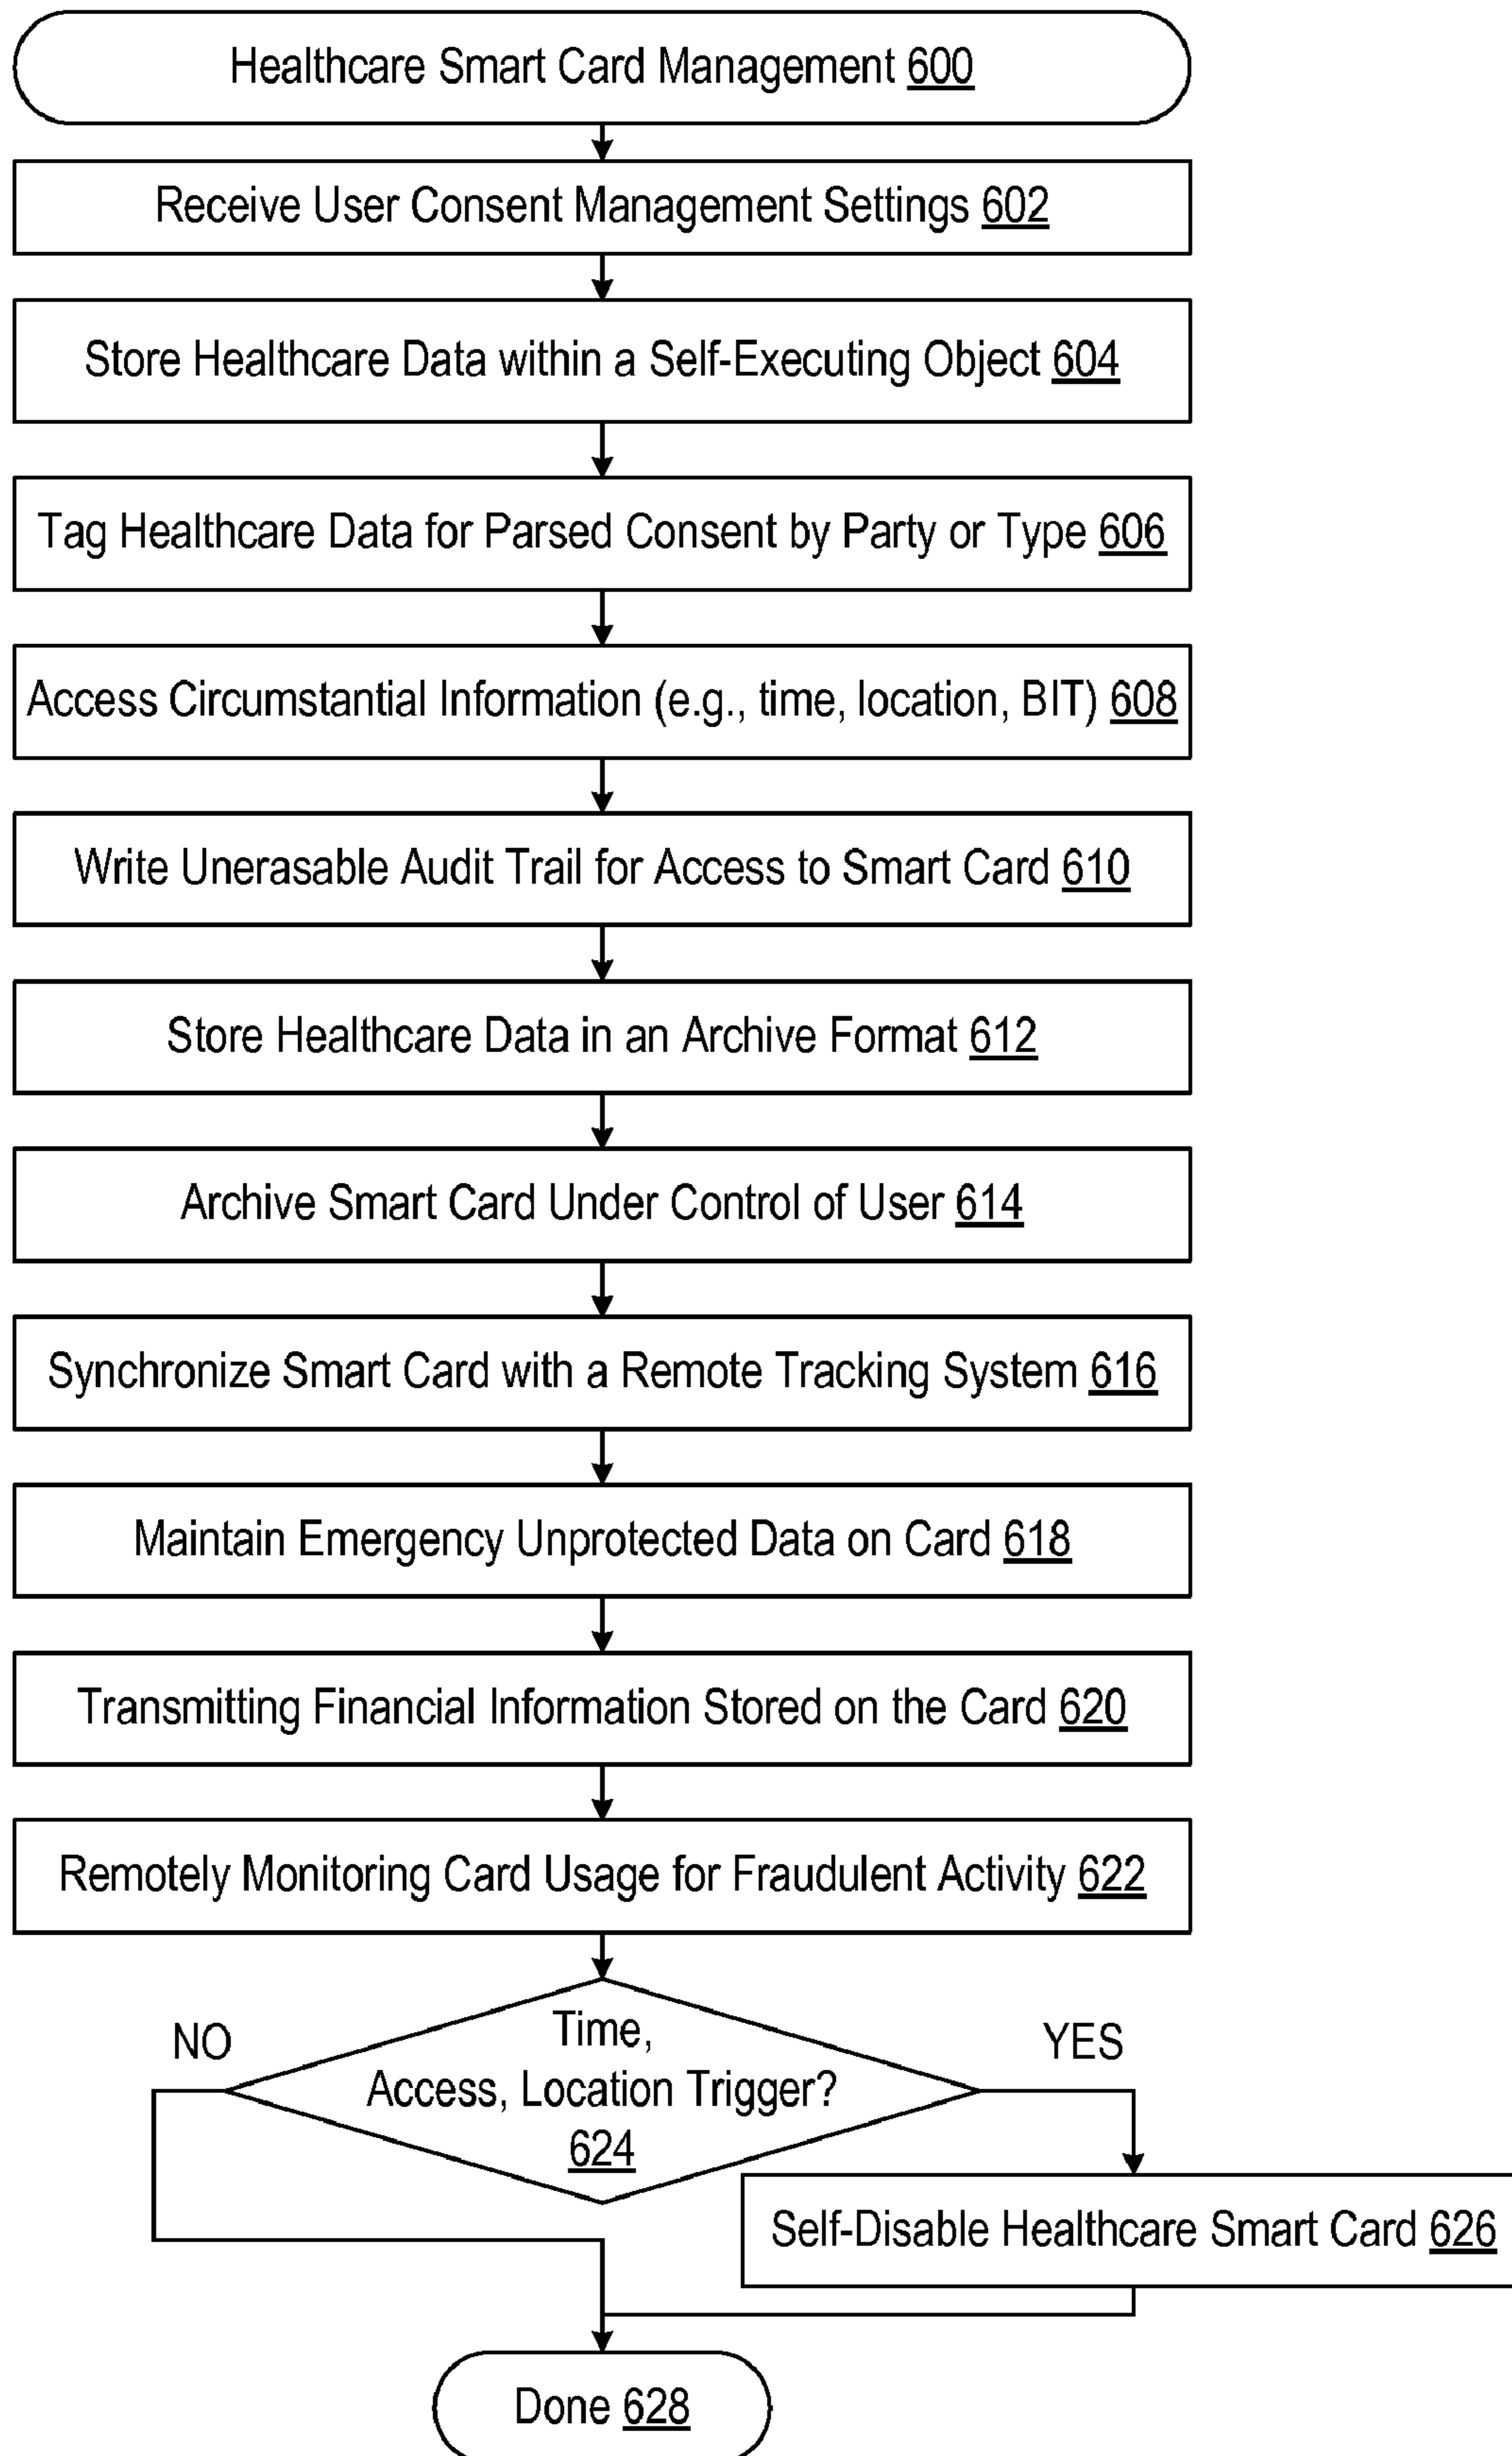 Healthcare Smart Card Management 600
Receive User Consent Management Settings 602
Store Healthcare Data within a Self-Executing Object 604
Tag Healthcare Data for Parsed Consent by Party or Type 606
Access Circumstantial Information (e.g., time, location, BIT) 608
Write Unerasable Audit Trail for Access to Smart Card 610
Store Healthcare Data in an Archive Format 612
Archive Smart Card Under Control of User 614
Synchronize Smart Card with a Remote Tracking System 616
Maintain Emergency Unprotected Data on Card 618
Transmitting Financial Information Stored on the Card 620
Remotely Monitoring Card Usage for Fraudulent Activity 622
Time,
NO
YES
Access, Location Trigger?
624
Self-Disable Healthcare Smart Card 626
Done 628